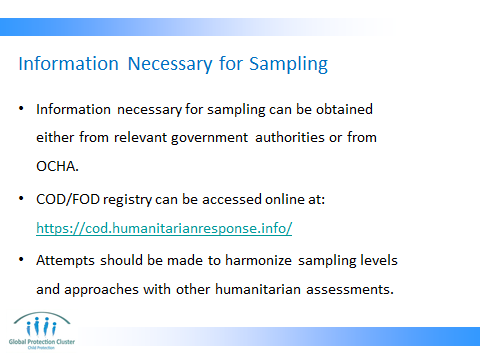 Information Necessary for Sampling
• Information necessary for sampling can be obtained
either from relevant government authorities or from
OCHA.
• COD/FOD registry can be accessed online at:
https://cod.humanitarianresponse.info/
• Attempts should be made to harmonize sampling levels
and approaches with other humanitarian assessments.
Global Protection Cluster
Child Protection